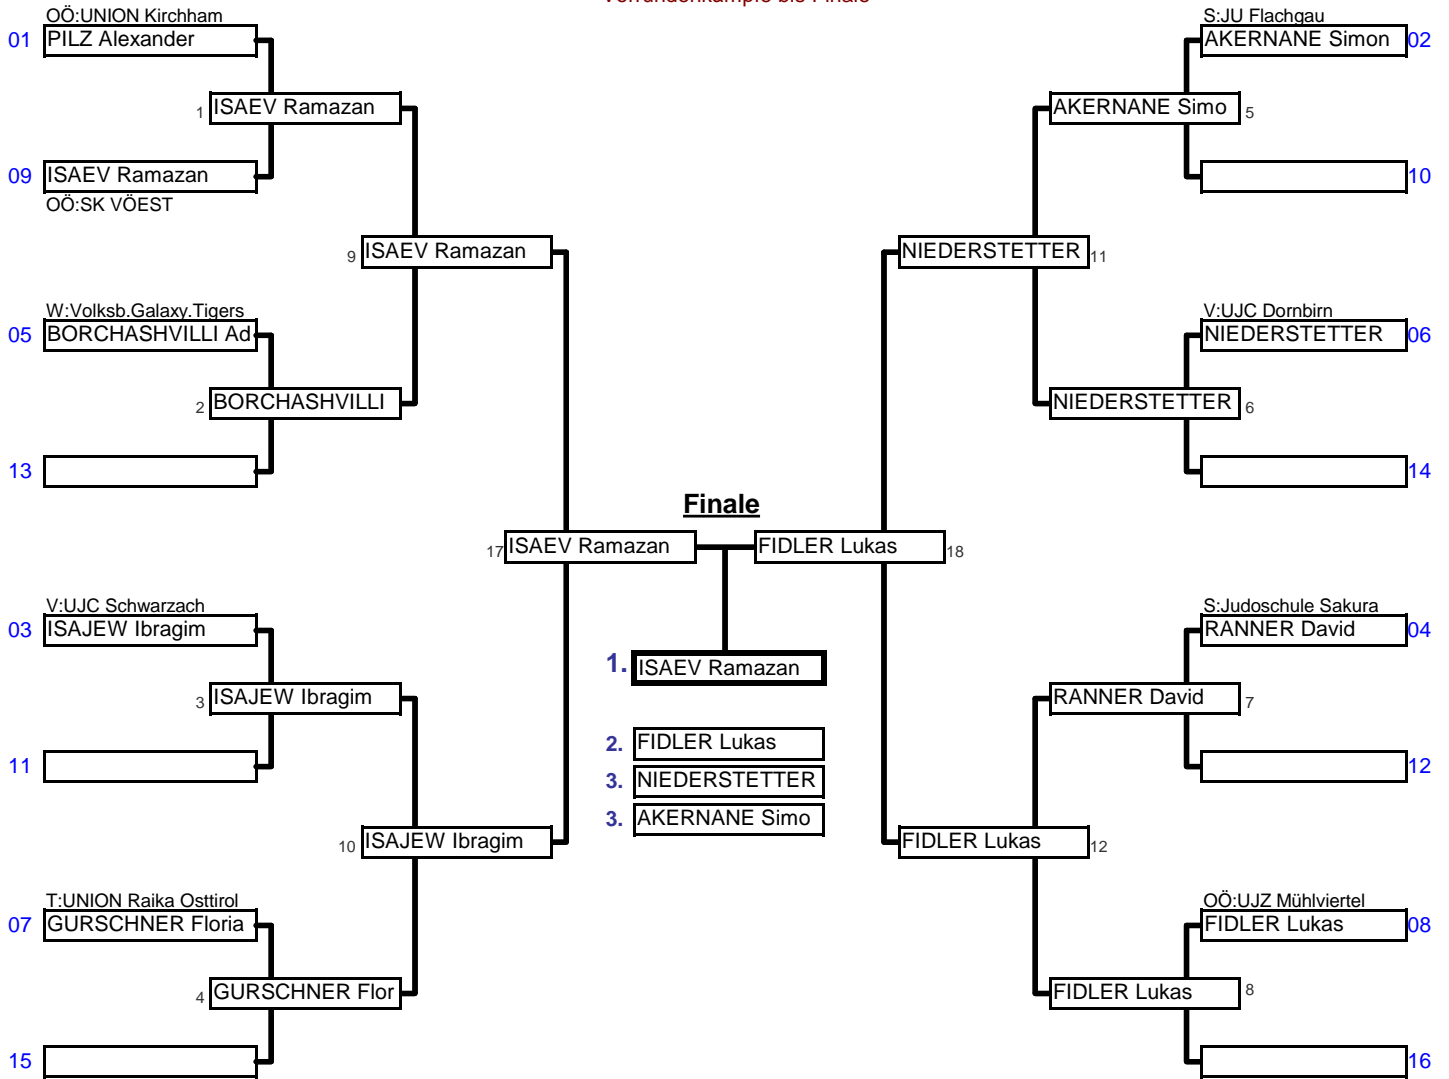 Vorrundenkämpfe bis Finale
OÖ:UNION Kirchham
01 PILZ Alexander
1 ISAEV Ramazan
09 ISAEV Ramazan
OÖ:SK VÖEST
9 ISAEV Ramazan
W:Volksb.Galaxy.Tigers
05 BORCHASHVILLI Ad
2 BORCHASHVILLI
13
17 ISAEV Ramazan
V:UJC Schwarzach
03 ISAJEW Ibragim
3 ISAJEW Ibragim
11
10 ISAJEW Ibragim
T:UNION Raika Osttirol
07 GURSCHNER Floria
4 GURSCHNER Flor
15
Finale
1. ISAEV Ramazan
2. FIDLER Lukas
3. NIEDERSTETTER
3. AKERNANE Simo
S:JU Flachgau
AKERNANE Simon 02
AKERNANE Simo 5
10
NIEDERSTETTER 11
V:UJC Dornbirn
NIEDERSTETTER 06
NIEDERSTETTER 6
14
FIDLER Lukas 18
S:Judoschule Sakura
RANNER David 04
RANNER David 7
12
FIDLER Lukas 12
OÖ:UJZ Mühlviertel
FIDLER Lukas 08
FIDLER Lukas 8
16